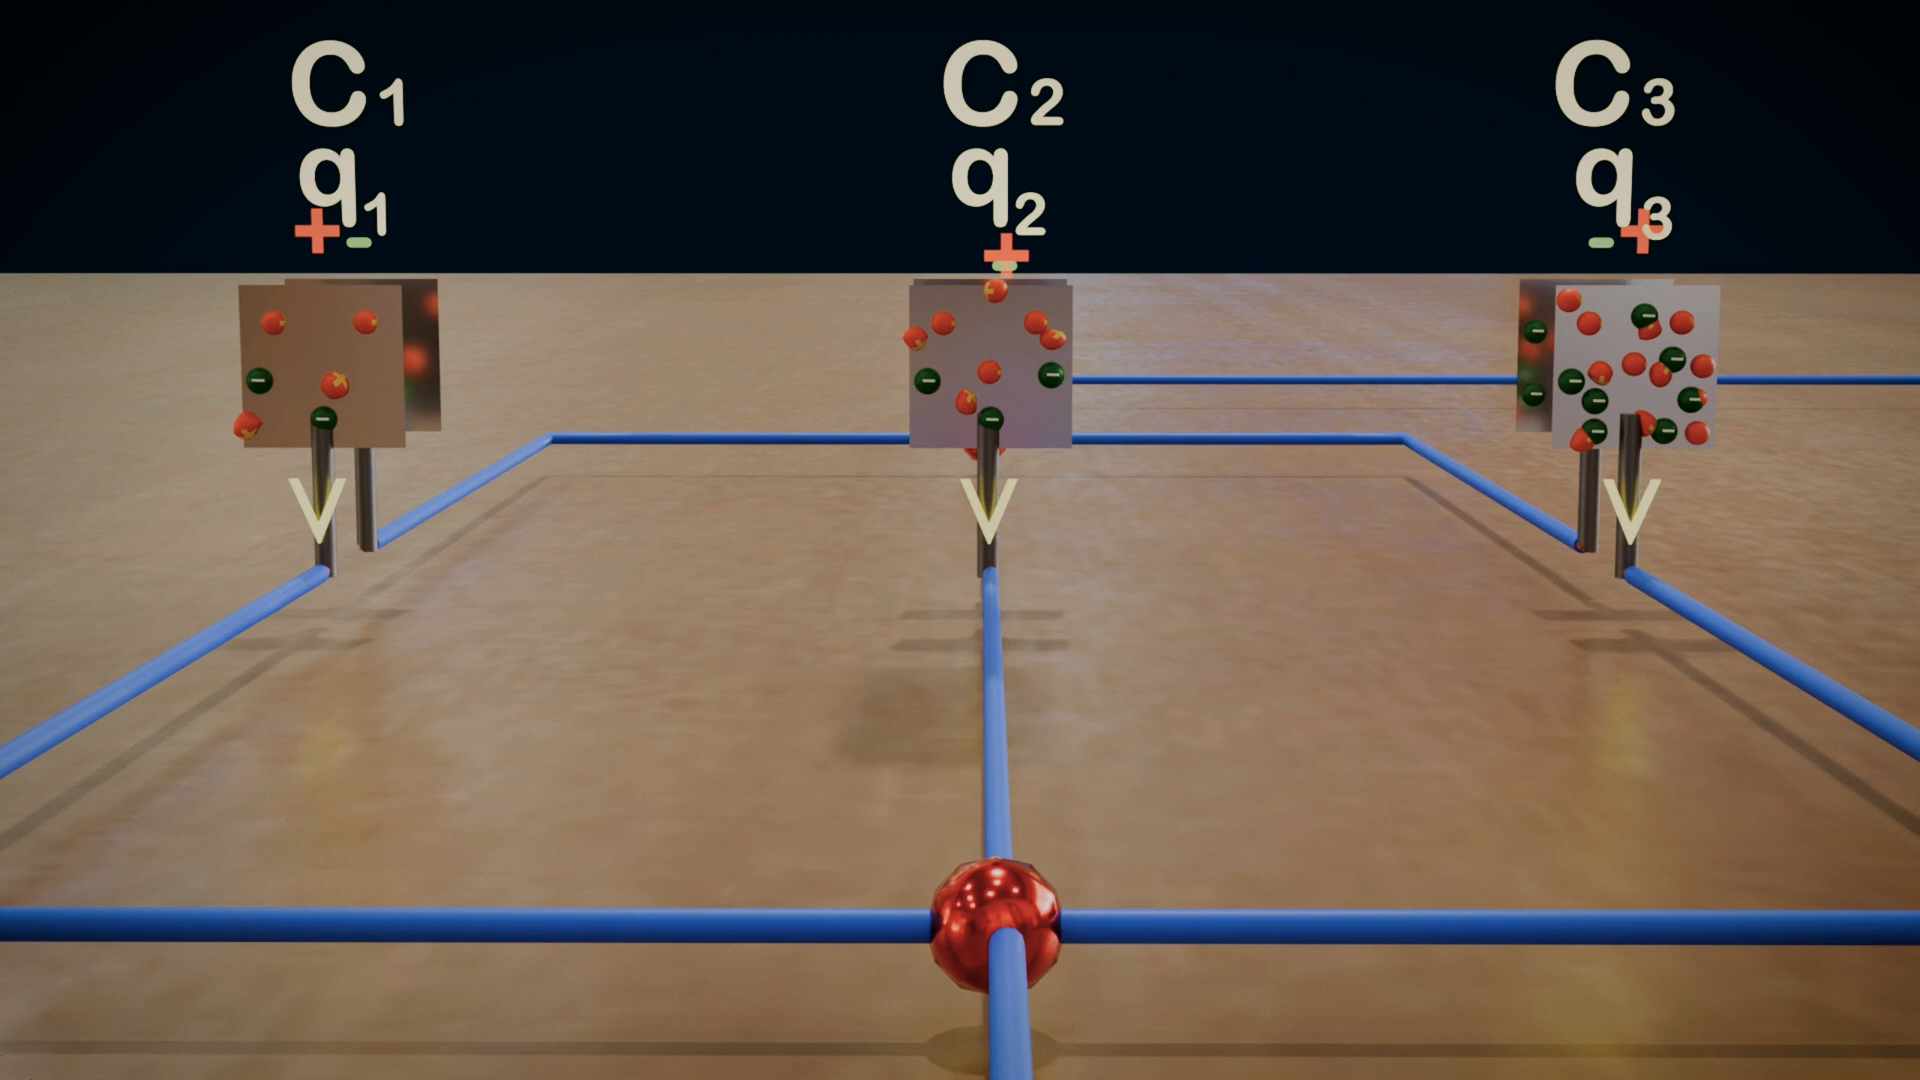 C1 C2 C3
q1 q2 q3
+ - + - - +
V V V